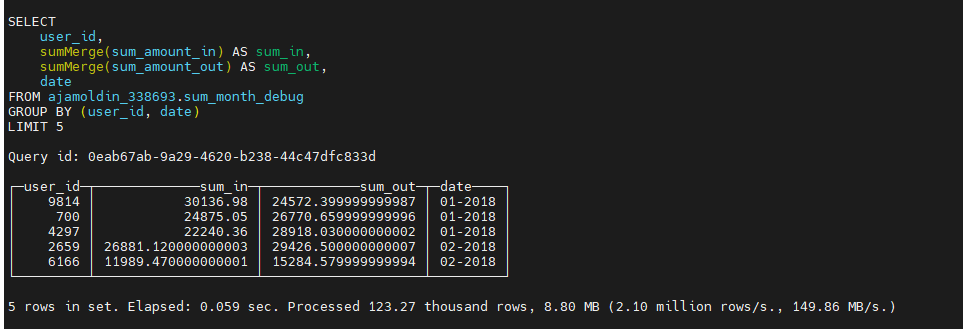 SELECT
    user_id,
    sumMerge(sum_amount_in) AS sum_in,
    sumMerge(sum_amount_out) AS sum_out,
    date
FROM ajamoldin_338693.sum_month_debug
GROUP BY (user_id, date)
LIMIT 5
Query id: 0eab67ab-9a29-4620-b238-44c47dfc833d
user_id sum_in sum_out date
9814 30136.98 24572.399999999987 01-2018
700 24875.05 26770.659999999996 01-2018
4297 22240.36 28918.030000000002 01-2018
2659 26881.120000000003 29426.500000000007 02-2018
6166 11989.470000000001 15284.579999999994 02-2018
5 rows in set. Elapsed: 0.059 sec. Processed 123.27 thousand rows, 8.80 MB (2.10 million rows/s., 149.86 MB/s.)